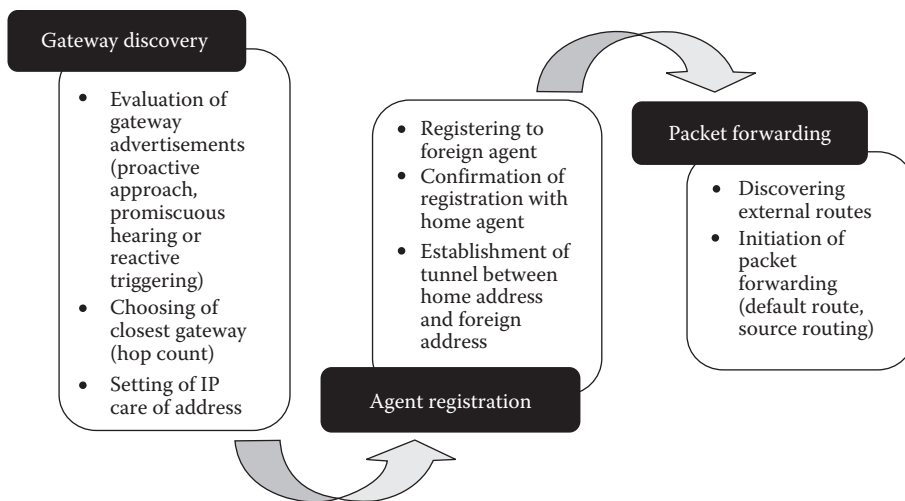 Gateway discovery
• Evaluation of
gateway
advertisements
(proactive
approach,
promiscuous
hearing or
reactive
triggering)
• Choosing of
closest gateway
(hop count)
• Setting of IP
care of address
• Registering to
foreign agent
• Confirmation of
registration with
home agent
• Establishment of
tunnel between
home address
and foreign
address
Agent registration
Packet forwarding
• Discovering
external routes
• Initiation of
packet
forwarding
(default route,
source routing)